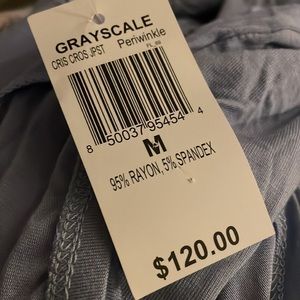 GRAYSCALE
CRIS CROS JPST Periwinkle
8 50037 95454 4
M
95% RAYON, 5% SPANDEX
$120.00